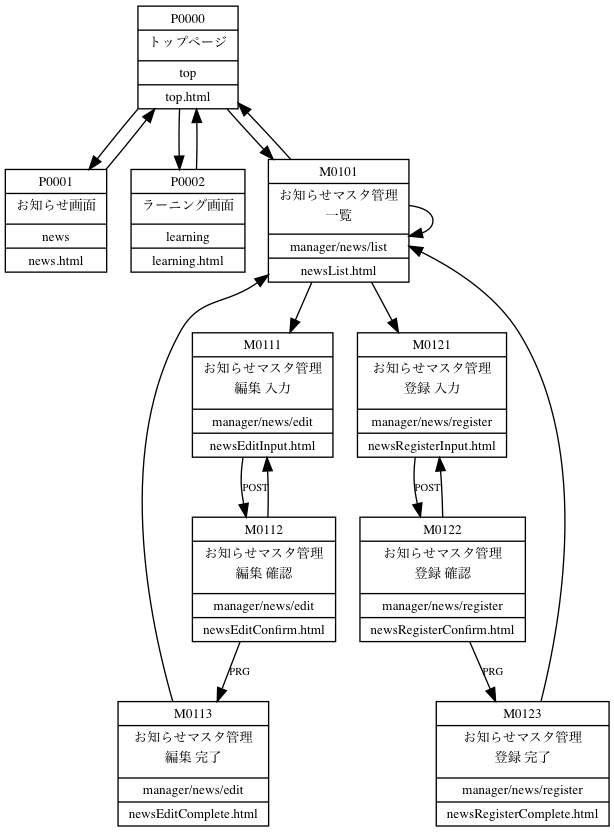 P0000
トップページ
top
top.html
P0001
お知らせ画面
news
news.html
P0002
ラーニング画面
learning
learning.html
M0101
お知らせマスタ管理
一覧
manager/news/list
newsList.html
M0111
お知らせマスタ管理
編集 入力
manager/news/edit
newsEditInput.html
M0121
お知らせマスタ管理
登録 入力
manager/news/register
newsRegisterInput.html
POST
POST
M0112
お知らせマスタ管理
編集 確認
manager/news/edit
newsEditConfirm.html
M0122
お知らせマスタ管理
登録 確認
manager/news/register
newsRegisterConfirm.html
PRG
PRG
M0113
お知らせマスタ管理
編集 完了
manager/news/edit
newsEditComplete.html
M0123
お知らせマスタ管理
登録 完了
manager/news/register
newsRegisterComplete.html